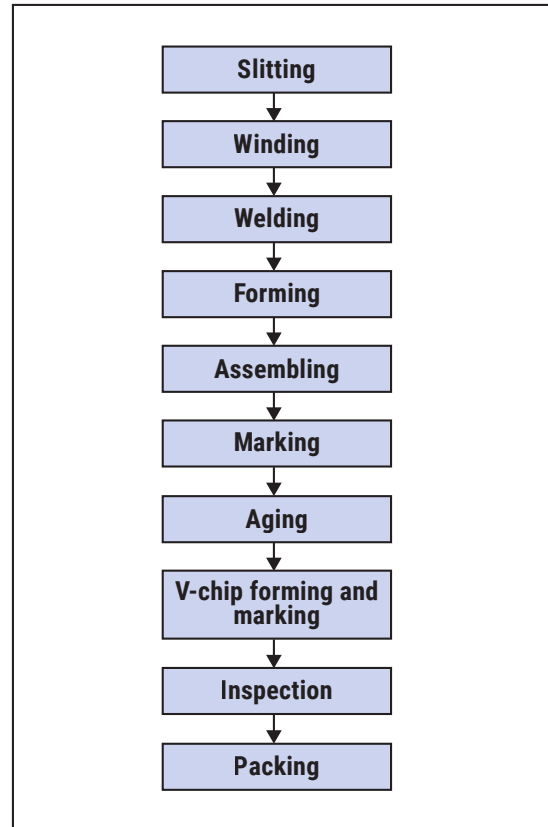 Slitting
Winding
Welding
Forming
Assembling
Marking
Aging
V-chip forming and
marking
Inspection
Packing